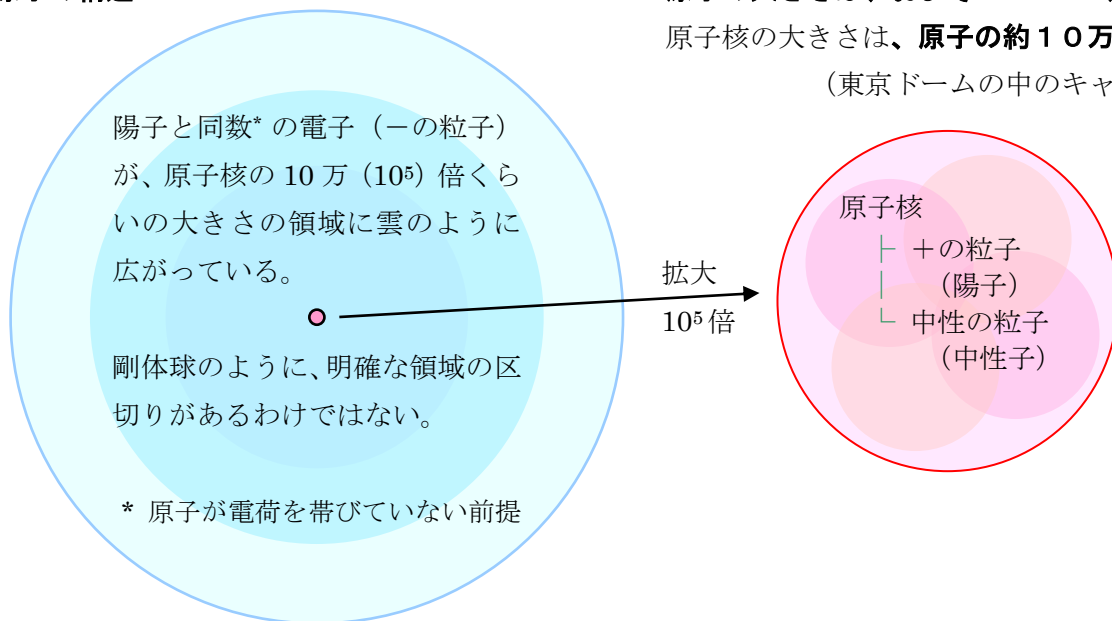 原子核の大きさは、原子の約１０万
（東京ドームの中のキャ
陽子と同数* の電子（－の粒子）
が、原子核の 10 万（10⁵）倍くら
いの大きさの領域に雲のように
広がっている。
剛体球のように、明確な領域の区
切りがあるわけではない。
* 原子が電荷を帯びていない前提
拡大
10⁵倍
原子核
├ ＋の粒子
│ （陽子）
└ 中性の粒子
（中性子）